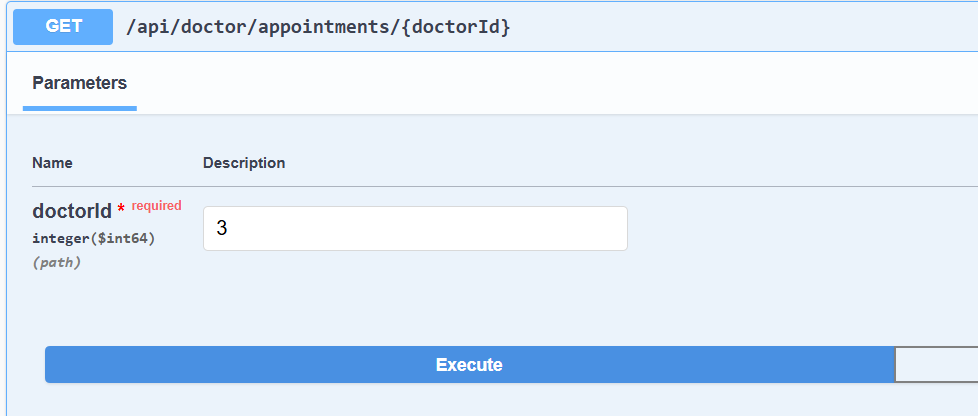 GET /api/doctor/appointments/{doctorId}
Parameters
Name Description
doctorId * required
3
integer($int64)
(path)
Execute